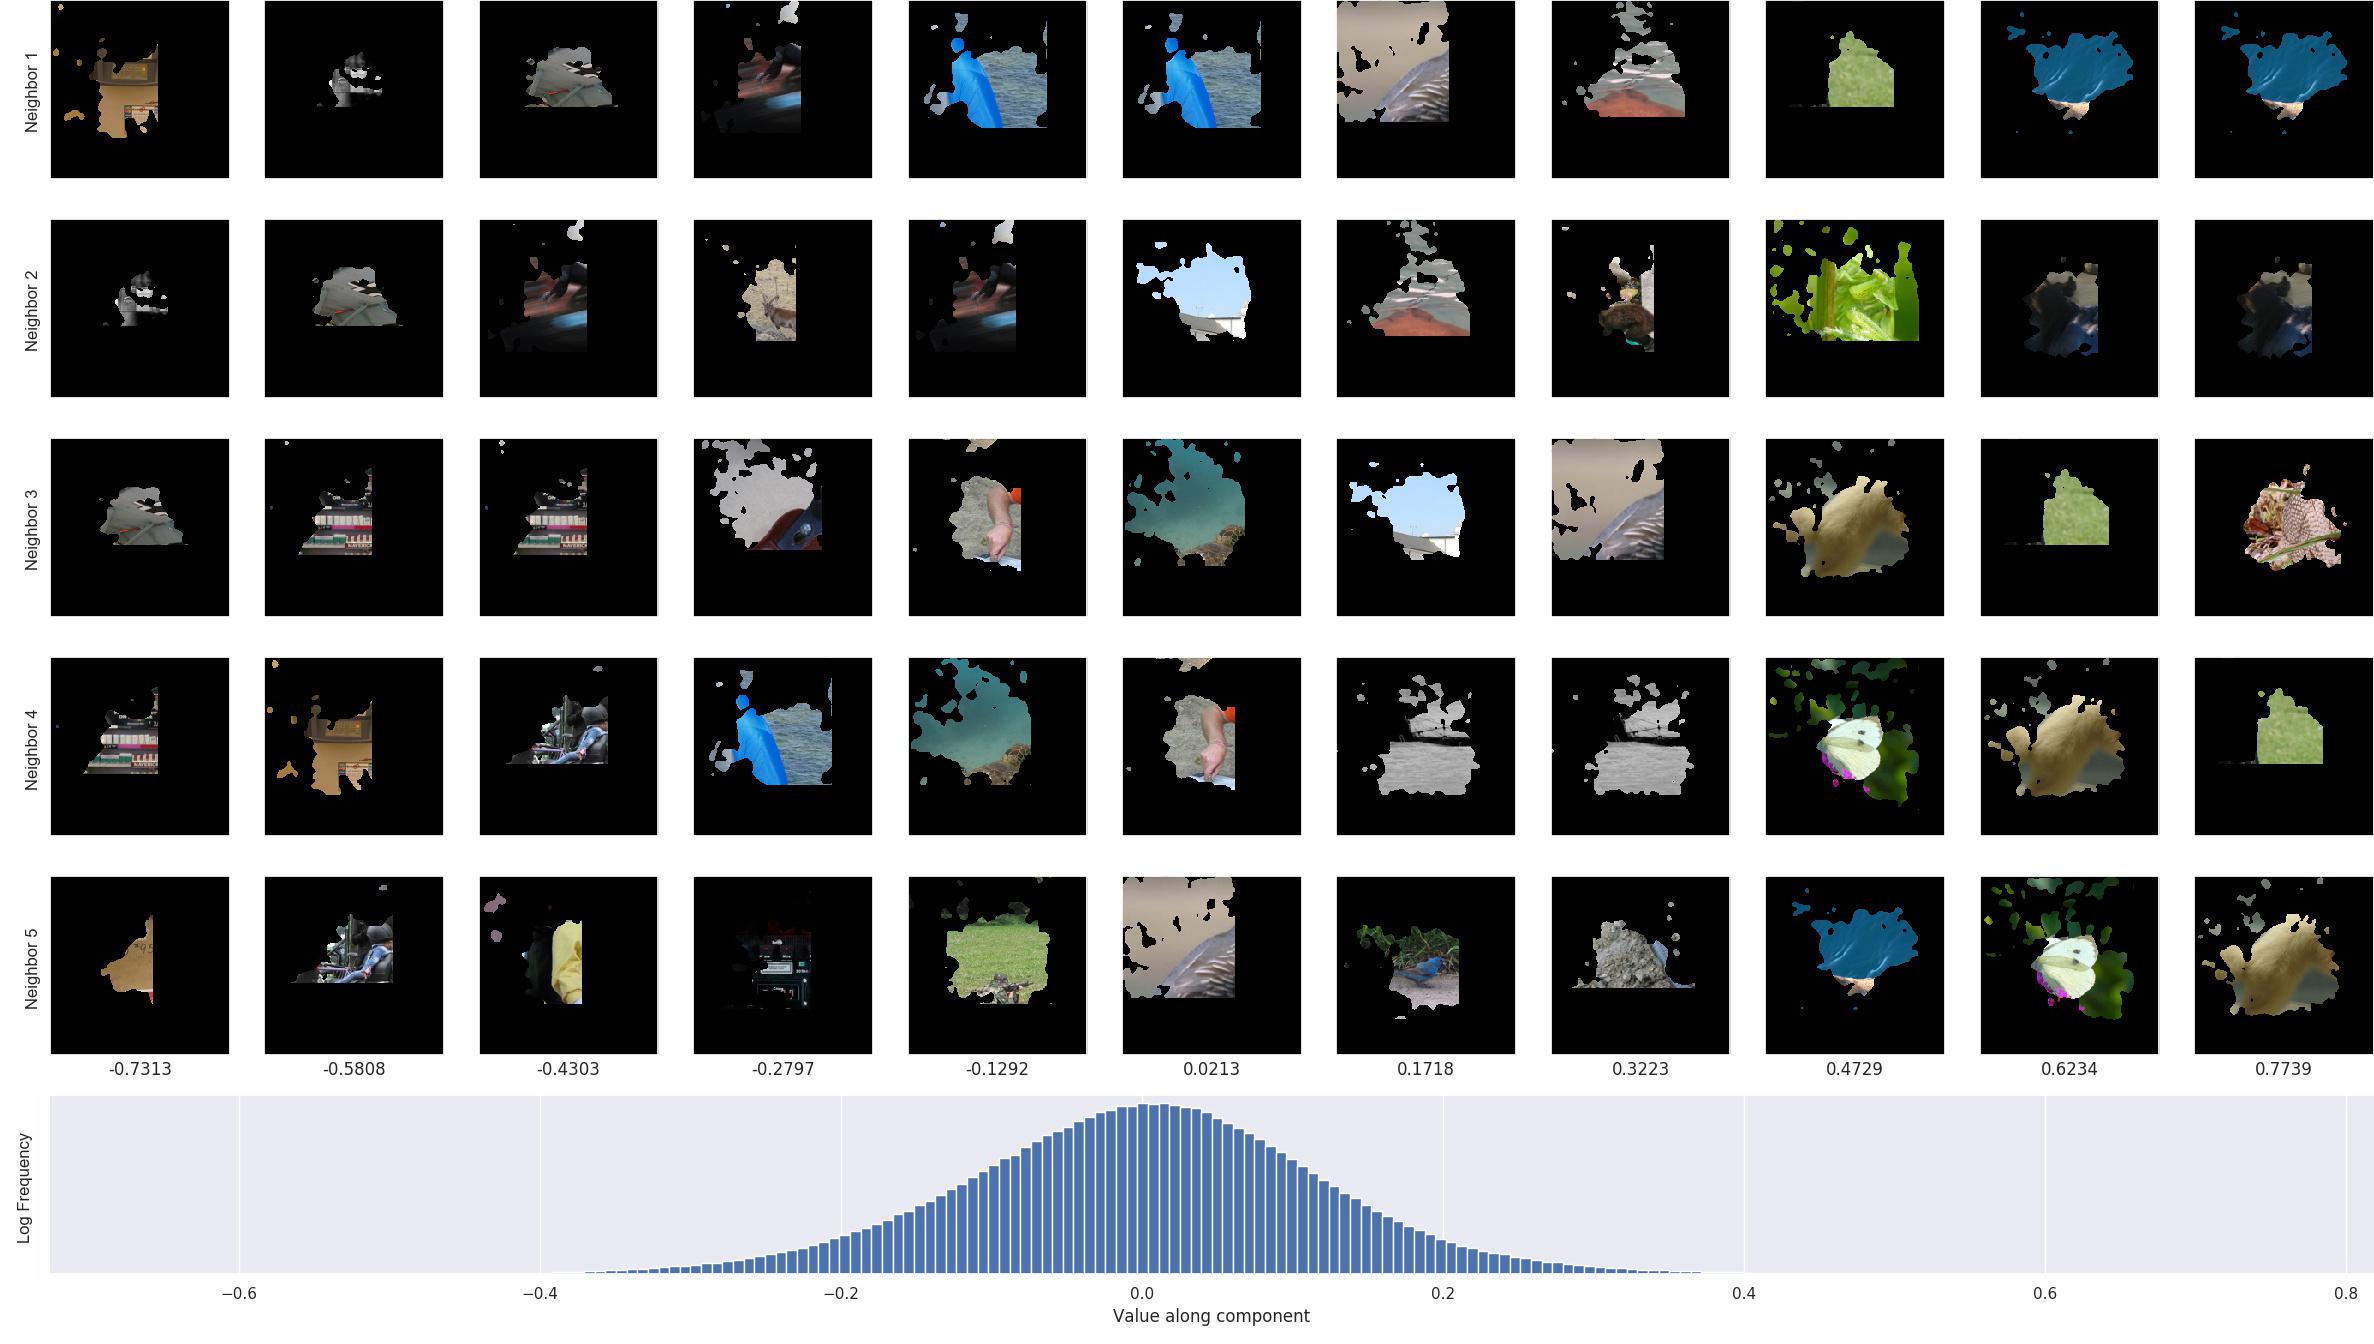 Neighbor 1
Neighbor 2
Neighbor 3
Neighbor 4
Neighbor 5
-0.7313 -0.5808 -0.4303 -0.2797 -0.1292 0.0213 0.1718 0.3223 0.4729 0.6234 0.7739
Log Frequency
−0.6 −0.4 −0.2 0.0 0.2 0.4 0.6 0.8
Value along component